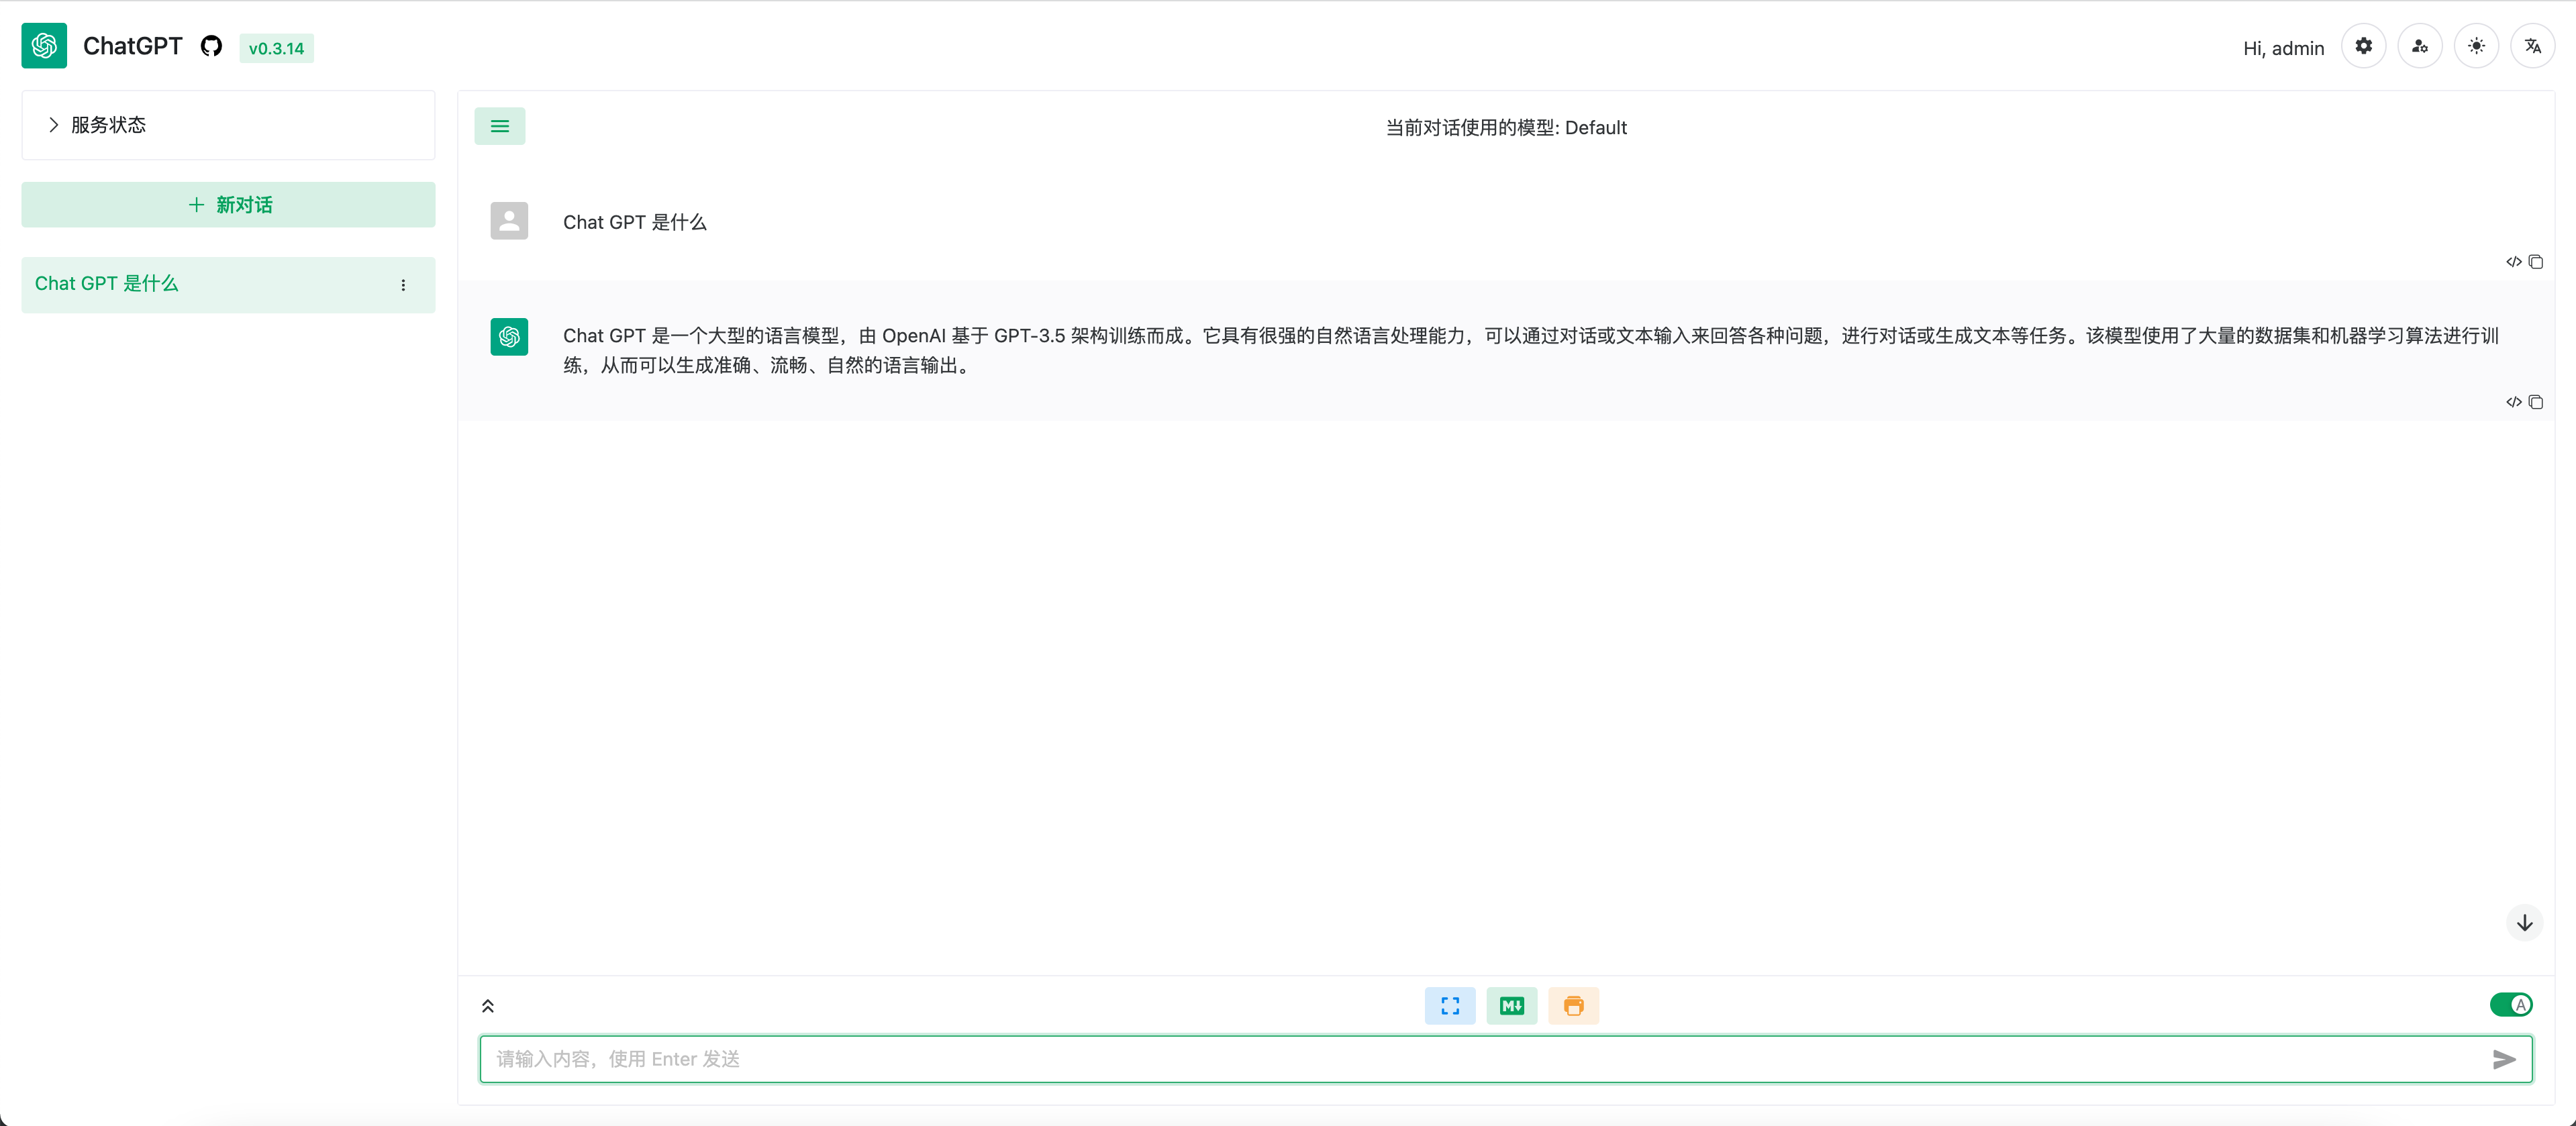 ChatGPT v0.3.14
Hi, admin
服务状态
新对话
Chat GPT 是什么
当前对话使用的模型: Default
Chat GPT 是什么
Chat GPT 是一个大型的语言模型，由 OpenAI 基于 GPT-3.5 架构训练而成。它具有很强的自然语言处理能力，可以通过对话或文本输入来回答各种问题，进行对话或生成文本等任务。该模型使用了大量的数据集和机器学习算法进行训
练，从而可以生成准确、流畅、自然的语言输出。
M
A
请输入内容，使用 Enter 发送